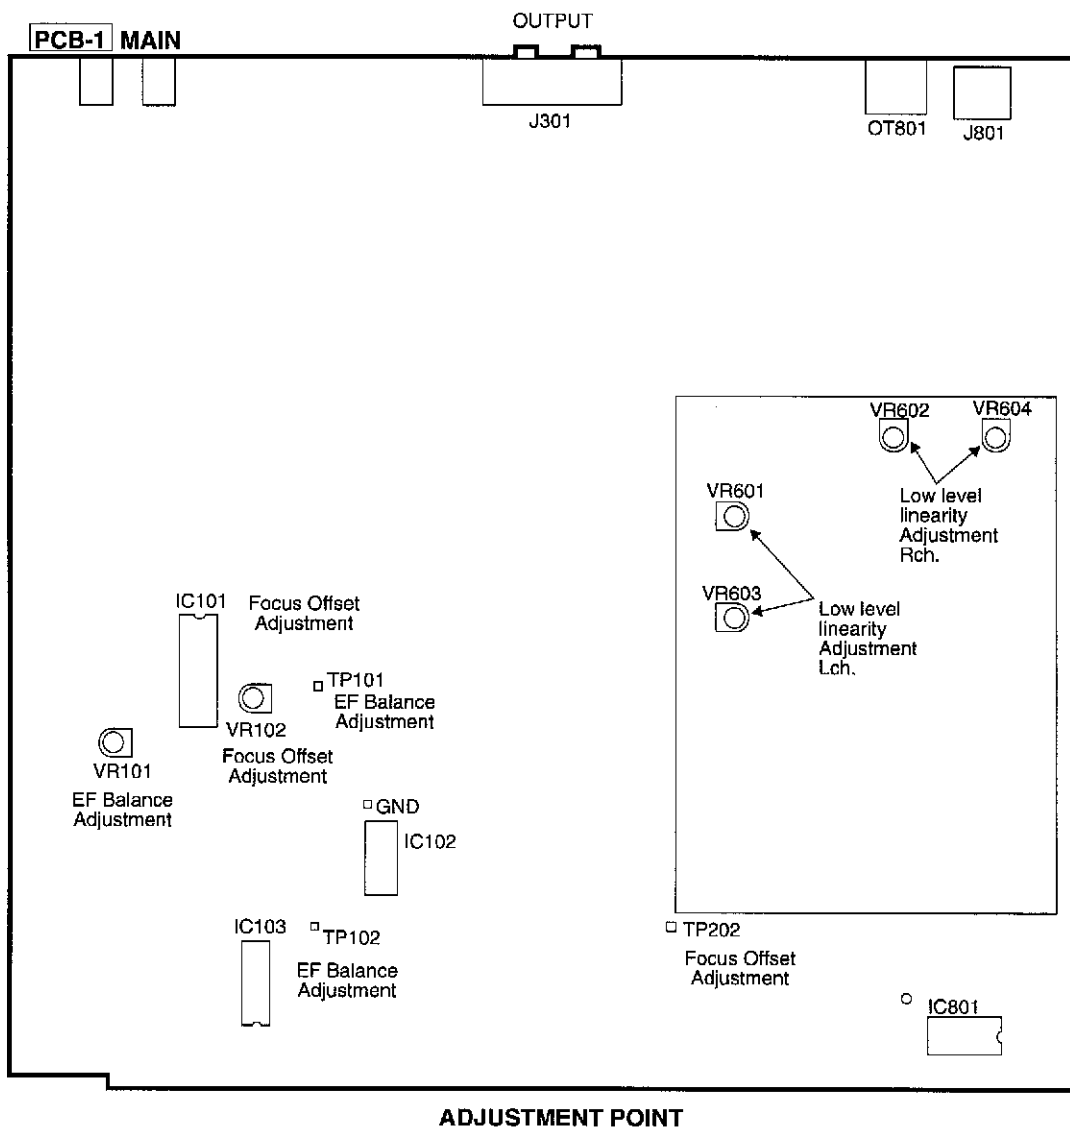 OUTPUT
PCB-1 MAIN
J301
OT801
J801
VR602
VR604
Low level
linearity
Adjustment
Rch.
VR601
VR603
Low level
linearity
Adjustment
Lch.
IC101
Focus Offset
Adjustment
TP101
EF Balance
Adjustment
VR102
Focus Offset
Adjustment
VR101
EF Balance
Adjustment
GND
IC102
IC103
TP102
EF Balance
Adjustment
TP202
Focus Offset
Adjustment
IC801
ADJUSTMENT POINT